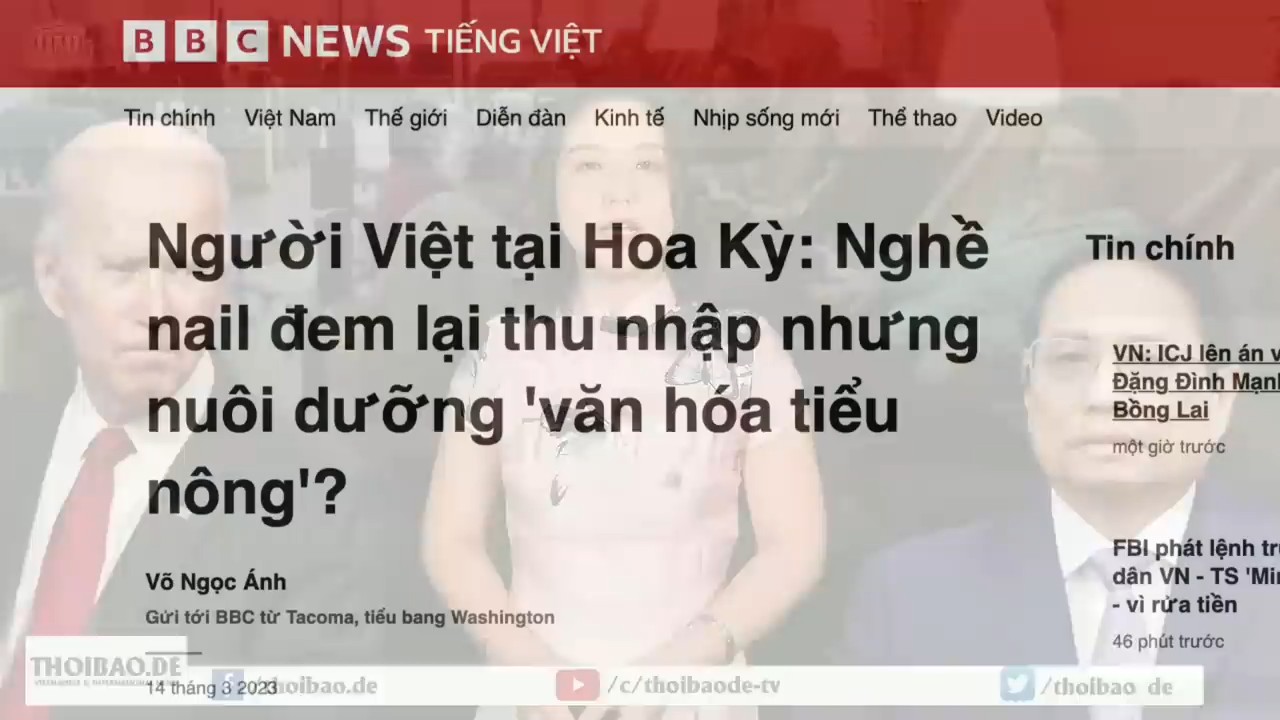 BBC NEWS TIẾNG VIỆT
Tin chính Việt Nam Thế giới Diễn đàn Kinh tế Nhịp sống mới Thể thao Video
Người Việt tại Hoa Kỳ: Nghề
nail đem lại thu nhập nhưng
nuôi dưỡng 'văn hóa tiểu
nông'?
Võ Ngọc Ánh
Gửi tới BBC từ Tacoma, tiểu bang Washington
14 tháng 3 2023
Tin chính
VN: ICJ lên án
Đặng Đình
Bồng Lai
một giờ trước
FBI phát lệnh
dân VN - TS
- vì rửa tiền
46 phút trước
THOIBAO.DE
/thoibao.de
/c/thoibaode-tv
/thoibao_de